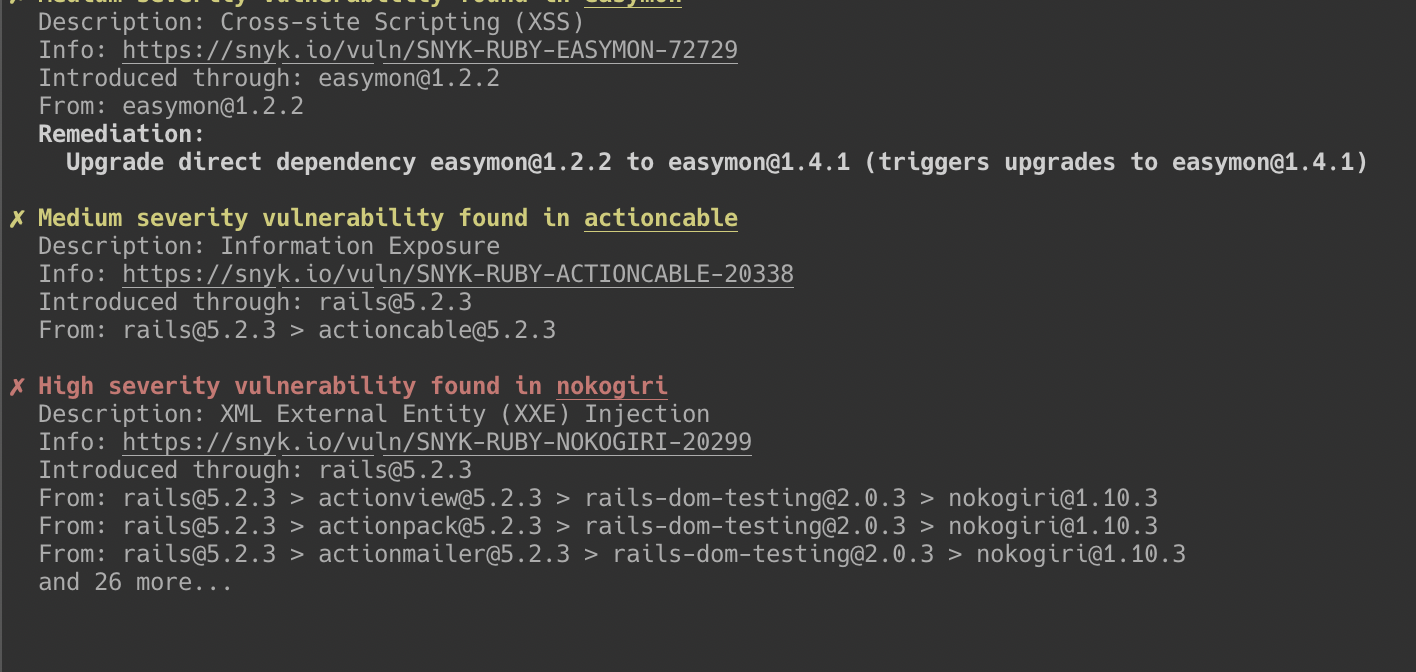 ✗ Medium severity vulnerability found in easymon
Description: Cross-site Scripting (XSS)
Info: https://snyk.io/vuln/SNYK-RUBY-EASYMON-72729
Introduced through: easymon@1.2.2
From: easymon@1.2.2
Remediation:
Upgrade direct dependency easymon@1.2.2 to easymon@1.4.1 (triggers upgrades to easymon@1.4.1)
✗ Medium severity vulnerability found in actioncable
Description: Information Exposure
Info: https://snyk.io/vuln/SNYK-RUBY-ACTIONCABLE-20338
Introduced through: rails@5.2.3
From: rails@5.2.3 > actioncable@5.2.3
✗ High severity vulnerability found in nokogiri
Description: XML External Entity (XXE) Injection
Info: https://snyk.io/vuln/SNYK-RUBY-NOKOGIRI-20299
Introduced through: rails@5.2.3
From: rails@5.2.3 > actionview@5.2.3 > rails-dom-testing@2.0.3 > nokogiri@1.10.3
From: rails@5.2.3 > actionpack@5.2.3 > rails-dom-testing@2.0.3 > nokogiri@1.10.3
From: rails@5.2.3 > actionmailer@5.2.3 > rails-dom-testing@2.0.3 > nokogiri@1.10.3
and 26 more...